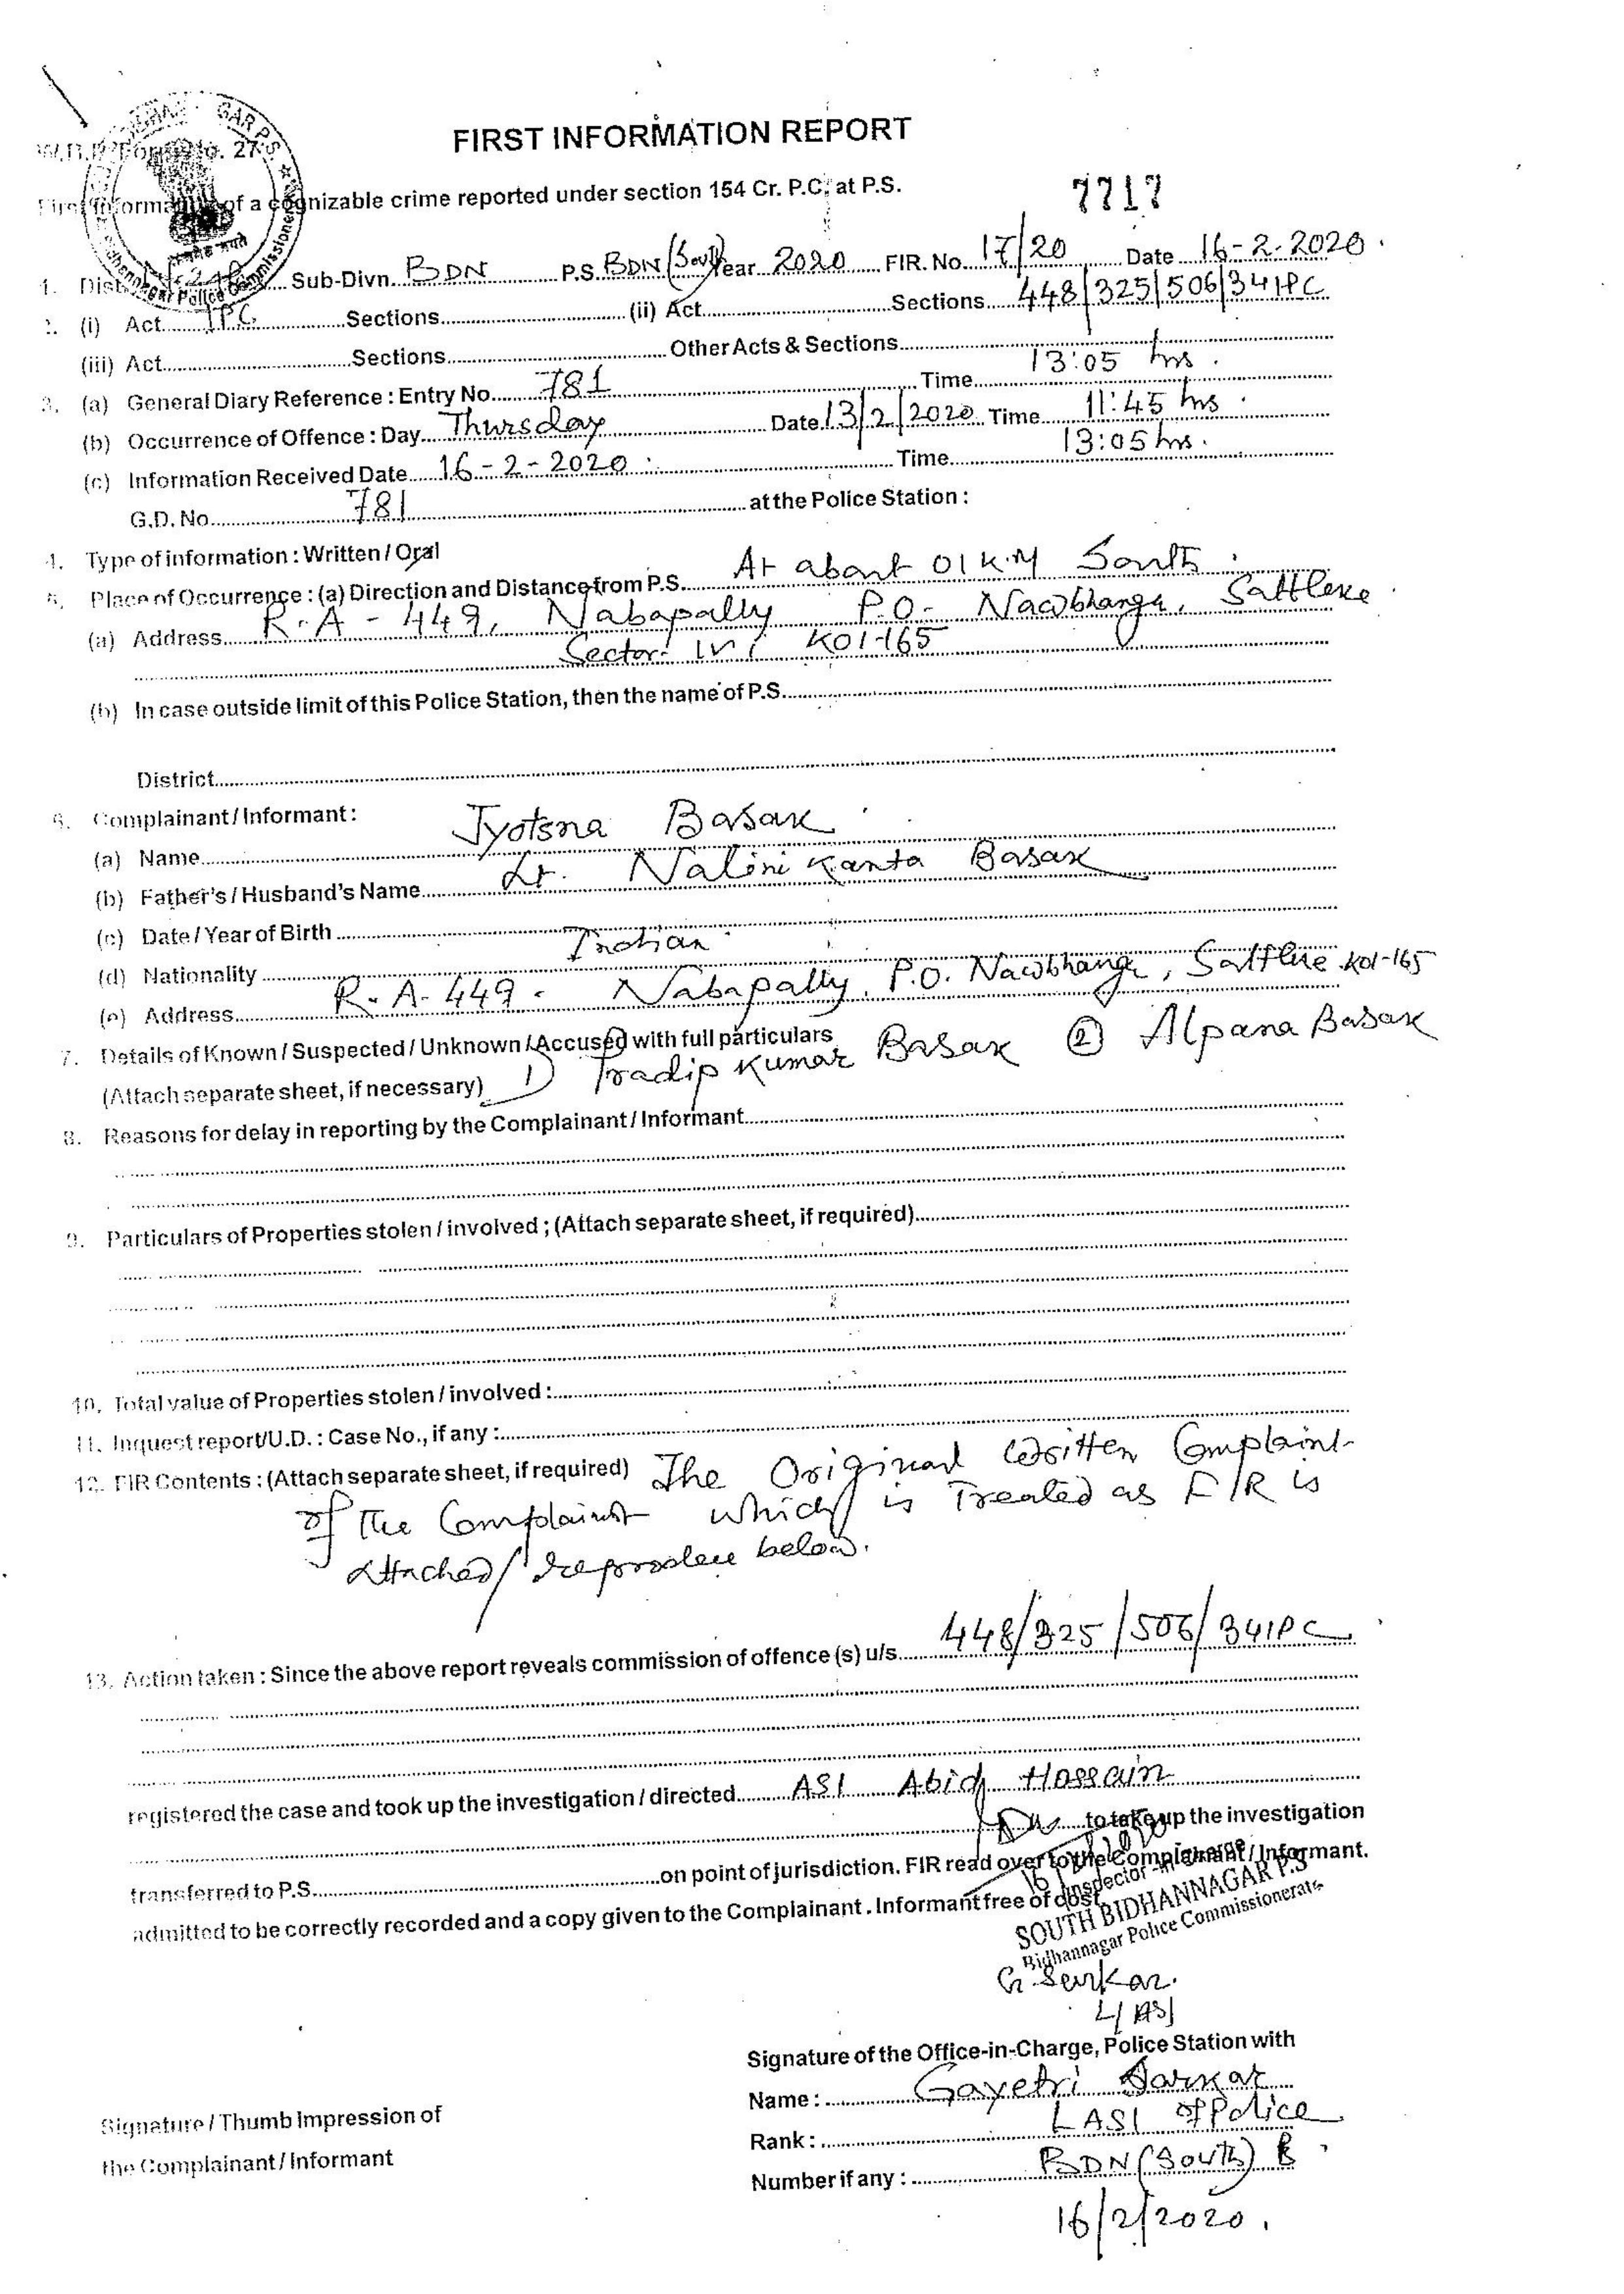 FIRST INFORMATION REPORT
W.B.P. Form No. 27
First Information of a cognizable crime reported under section 154 Cr. P.C. at P.S.
7717
1. Dist. Sub-Divn. BDN P.S. BDN (South) Year 2020 FIR. No. 17/20 Date 16-2-2020
2. (i) Act IPC Sections (ii) Act Sections 448/325/506/34 IPC
(iii) Act Sections Other Acts & Sections
3. (a) General Diary Reference : Entry No. 781 Time 13:05 hrs.
(b) Occurrence of Offence : Day Thursday Date 13/2/2020 Time 11:45 hrs.
(c) Information Received Date 16-2-2020 Time 13:05 hrs.
G.D. No. 781 at the Police Station :
4. Type of information : Written / Oral
5. Place of Occurrence : (a) Direction and Distance from P.S. At about 01 K.M South.
(a) Address R.A - 449, Nabapally P.O- Nawbhanga, Saltlake
Sector- IV, Kol-165
(b) In case outside limit of this Police Station, then the name of P.S.
District
6. Complainant / Informant :
(a) Name Jyotsna Basak
(b) Father's / Husband's Name Lt. Nalini Kanta Basak
(c) Date / Year of Birth
(d) Nationality Indian
(e) Address R.A-449. Nabapally, P.O. Nawbhanga, Saltlake Kol-165
7. Details of Known / Suspected / Unknown / Accused with full particulars
(Attach separate sheet, if necessary) 1) Pradip Kumar Basak 2) Alpana Basak
8. Reasons for delay in reporting by the Complainant / Informant
9. Particulars of Properties stolen / involved ; (Attach separate sheet, if required)
10. Total value of Properties stolen / involved :
11. Inquest report/U.D. : Case No., if any :
12. FIR Contents : (Attach separate sheet, if required) The Original Written Complaint
of the Complainant which is Treated as FIR is
attached/ reproduce below.
13. Action taken : Since the above report reveals commission of offence (s) u/s 448/325/506/34 IPC
registered the case and took up the investigation / directed ASI Abid Hossain
to take up the investigation
transferred to P.S. on point of jurisdiction. FIR read over to the Complainant / Informant.
admitted to be correctly recorded and a copy given to the Complainant . Informant free of cost.
Inspector-in-Charge
SOUTH BIDHANNAGAR P.S
Bidhannagar Police Commissionerate
G. Sarkar.
L/ASI
Signature of the Office-in-Charge, Police Station with
Name : Gayetri Sarkar
Rank : LASI of Police
Number if any : BDN (South)
16/2/2020.
Signature / Thumb Impression of
the Complainant / Informant